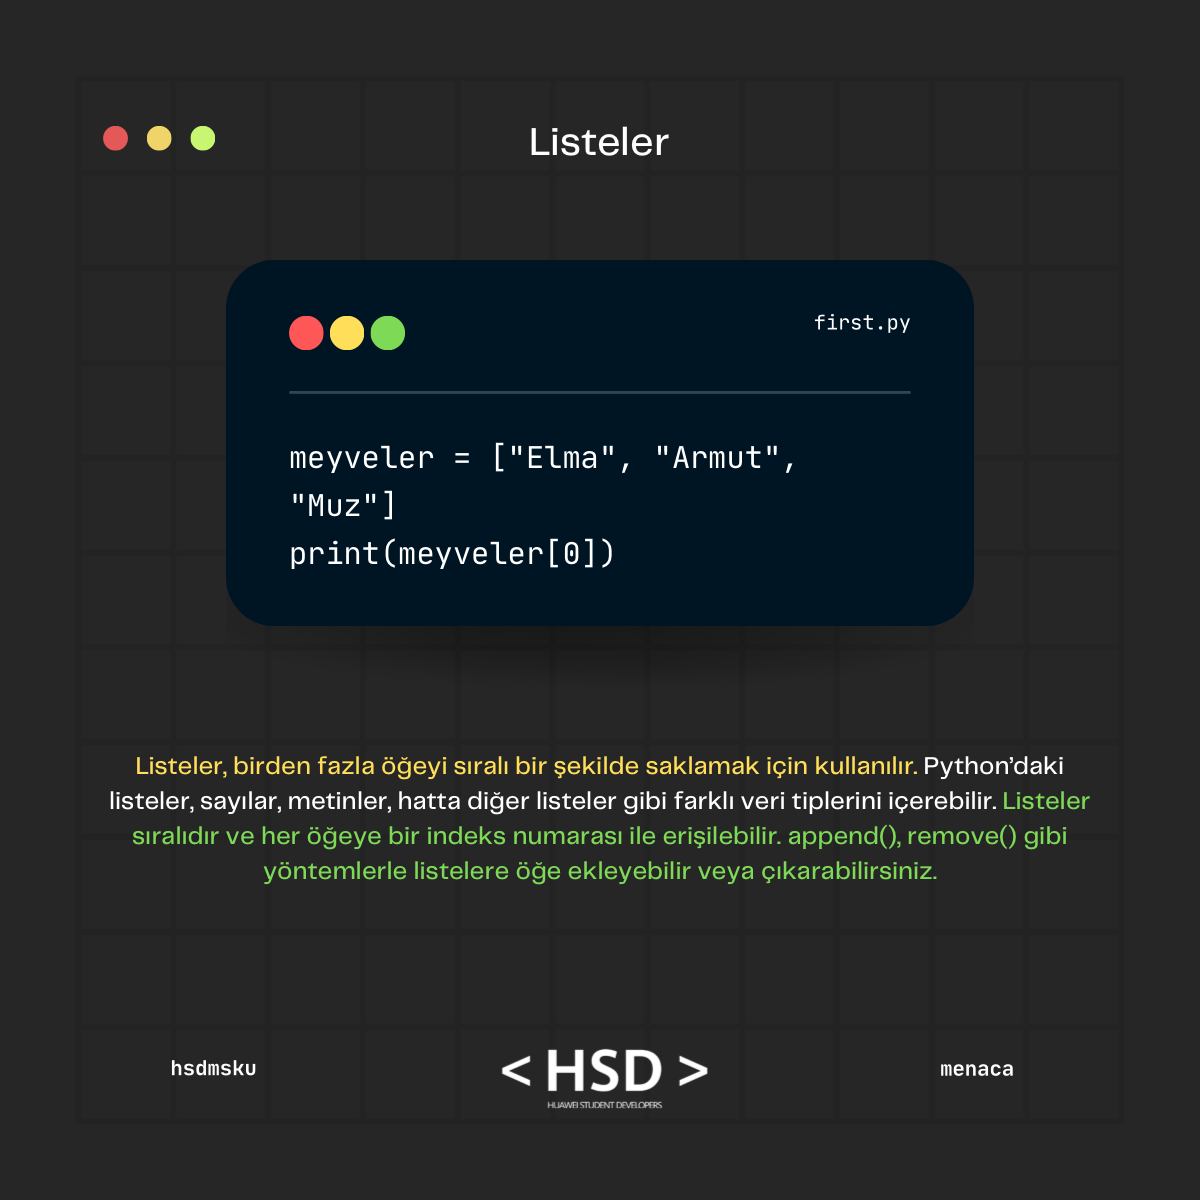 Listeler
first.py
meyveler = ["Elma", "Armut",
"Muz"]
print(meyveler[0])
Listeler, birden fazla öğeyi sıralı bir şekilde saklamak için kullanılır. Python’daki
listeler, sayılar, metinler, hatta diğer listeler gibi farklı veri tiplerini içerebilir. Listeler
sıralıdır ve her öğeye bir indeks numarası ile erişilebilir. append(), remove() gibi
yöntemlerle listelere öğe ekleyebilir veya çıkarabilirsiniz.
hsdmsku
< HSD >
HUAWEI STUDENT DEVELOPERS
menaca